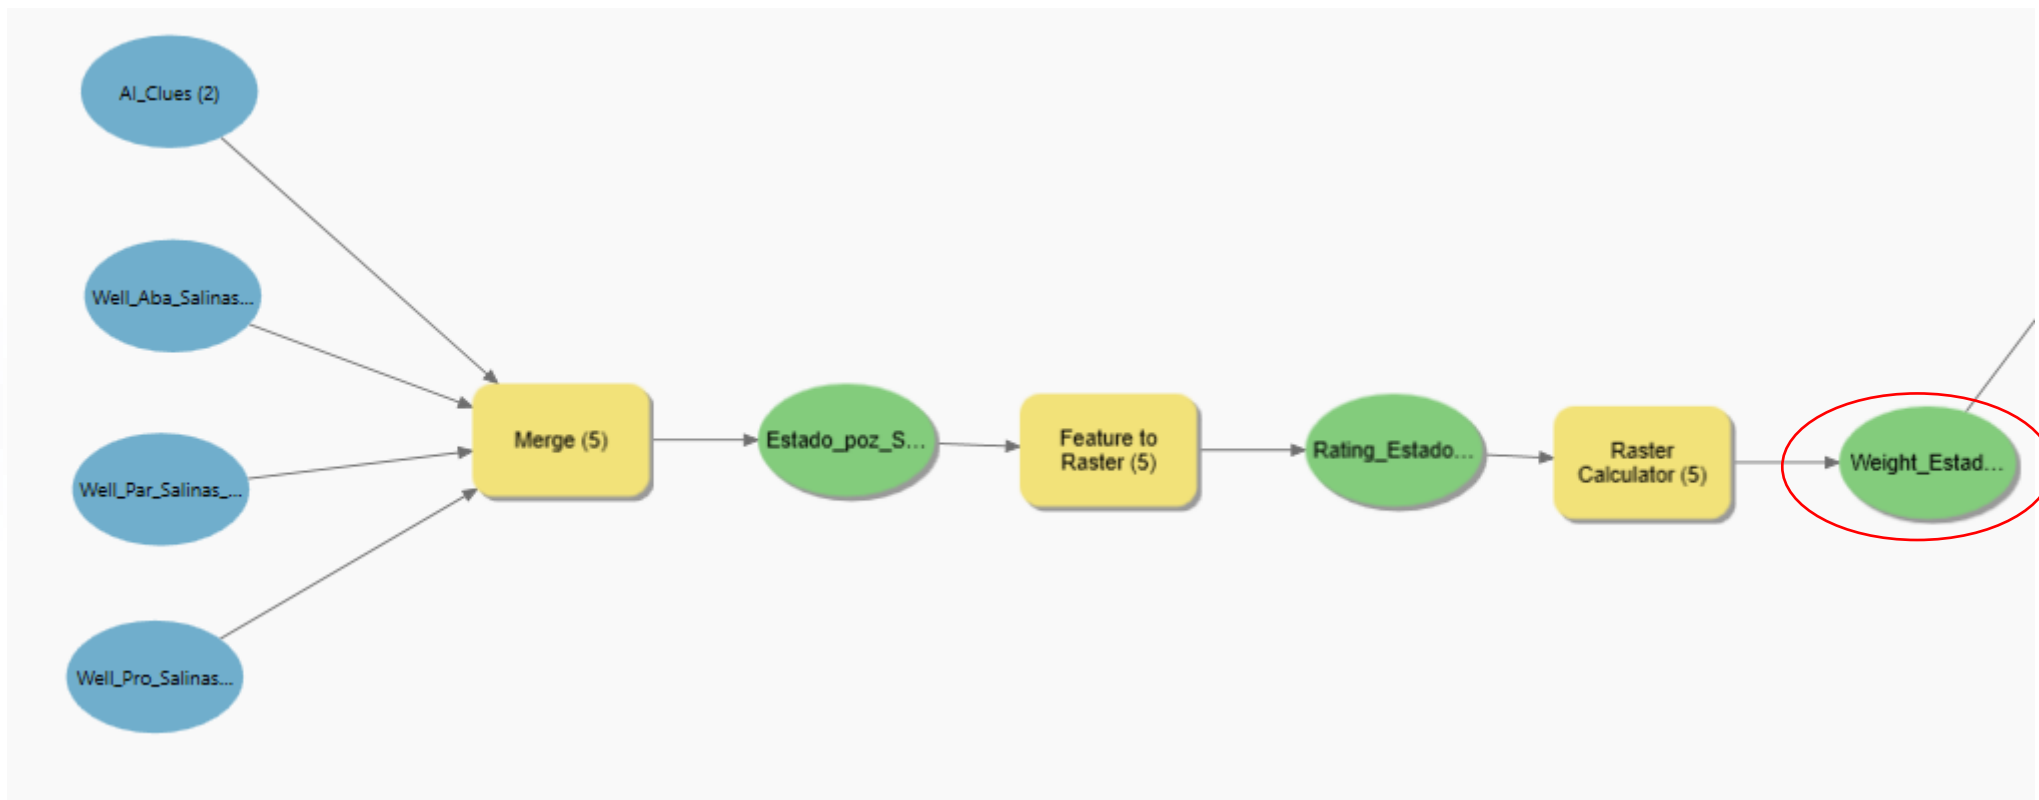 Al_Clues (2)
Well_Aba_Salinas...
Well_Par_Salinas_...
Well_Pro_Salinas...
Merge (5)
Estado_poz_S...
Feature to
Raster (5)
Rating_Estado...
Raster
Calculator (5)
Weight_Estad...